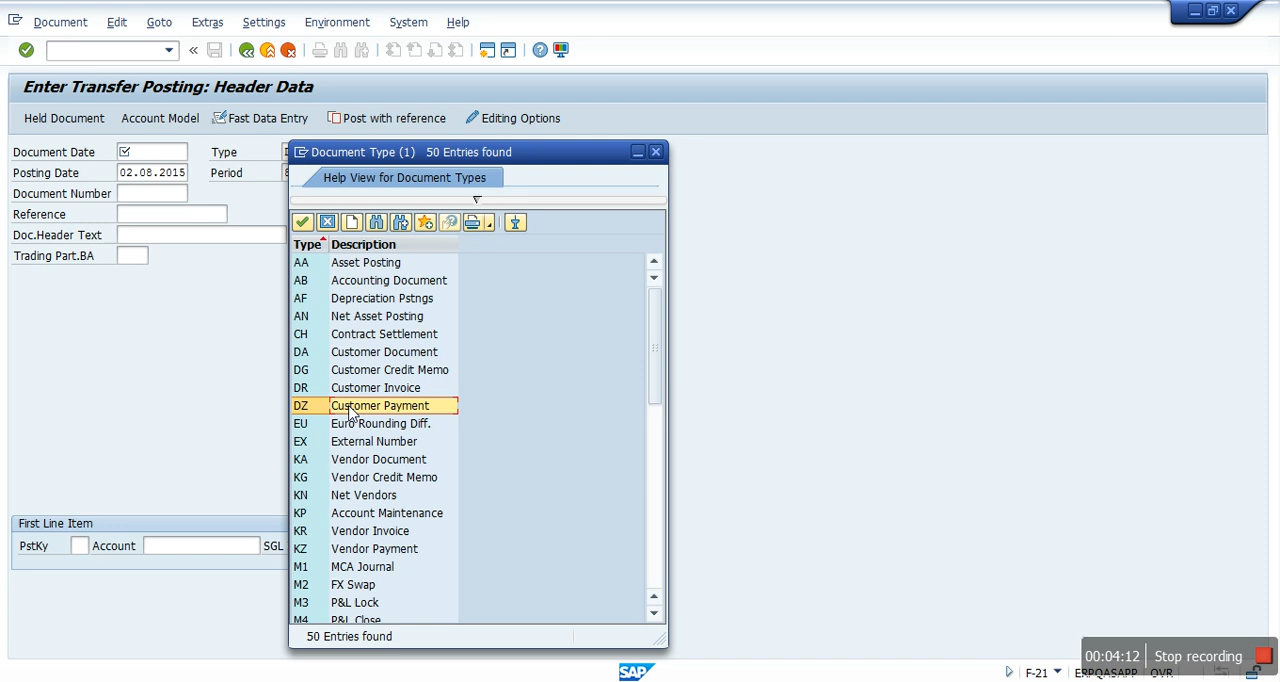 Document Edit Goto Extras Settings Environment System Help
Enter Transfer Posting: Header Data
Held Document Account Model Fast Data Entry Post with reference Editing Options
Document Date Type
Posting Date 02.08.2015 Period
Document Number
Reference
Doc.Header Text
Trading Part.BA
First Line Item
PstKy Account SGL
Document Type (1) 50 Entries found
Help View for Document Types
Type Description
AA Asset Posting
AB Accounting Document
AF Depreciation Pstngs
AN Net Asset Posting
CH Contract Settlement
DA Customer Document
DG Customer Credit Memo
DR Customer Invoice
DZ Customer Payment
EU Euro Rounding Diff.
EX External Number
KA Vendor Document
KG Vendor Credit Memo
KN Net Vendors
KP Account Maintenance
KR Vendor Invoice
KZ Vendor Payment
M1 MCA Journal
M2 FX Swap
M3 P&L Lock
M4 P&L Close
50 Entries found
00:04:12 Stop recording
SAP F-21 ERPQASAPP OVR